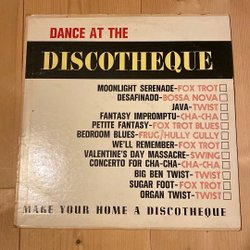 DANCE AT THE
DISCOTHEQUE
MOONLIGHT SERENADE-FOX TROT
DESAFINADO-BOSSA NOVA
JAVA-TWIST
FANTASY IMPROMPTU-CHA-CHA
PETITE FANTASY-FOX TROT BLUES
BEDROOM BLUES-FRUG/HULLY GULLY
WE'LL REMEMBER-FOX TROT
VALENTINE'S DAY MASSACRE-SWING
CONCERTO FOR CHA-CHA-CHA-CHA
BIG BEN TWIST-TWIST
SUGAR FOOT-FOX TROT
ORGAN TWIST-TWIST
MAKE YOUR HOME A DISCOTHEQUE